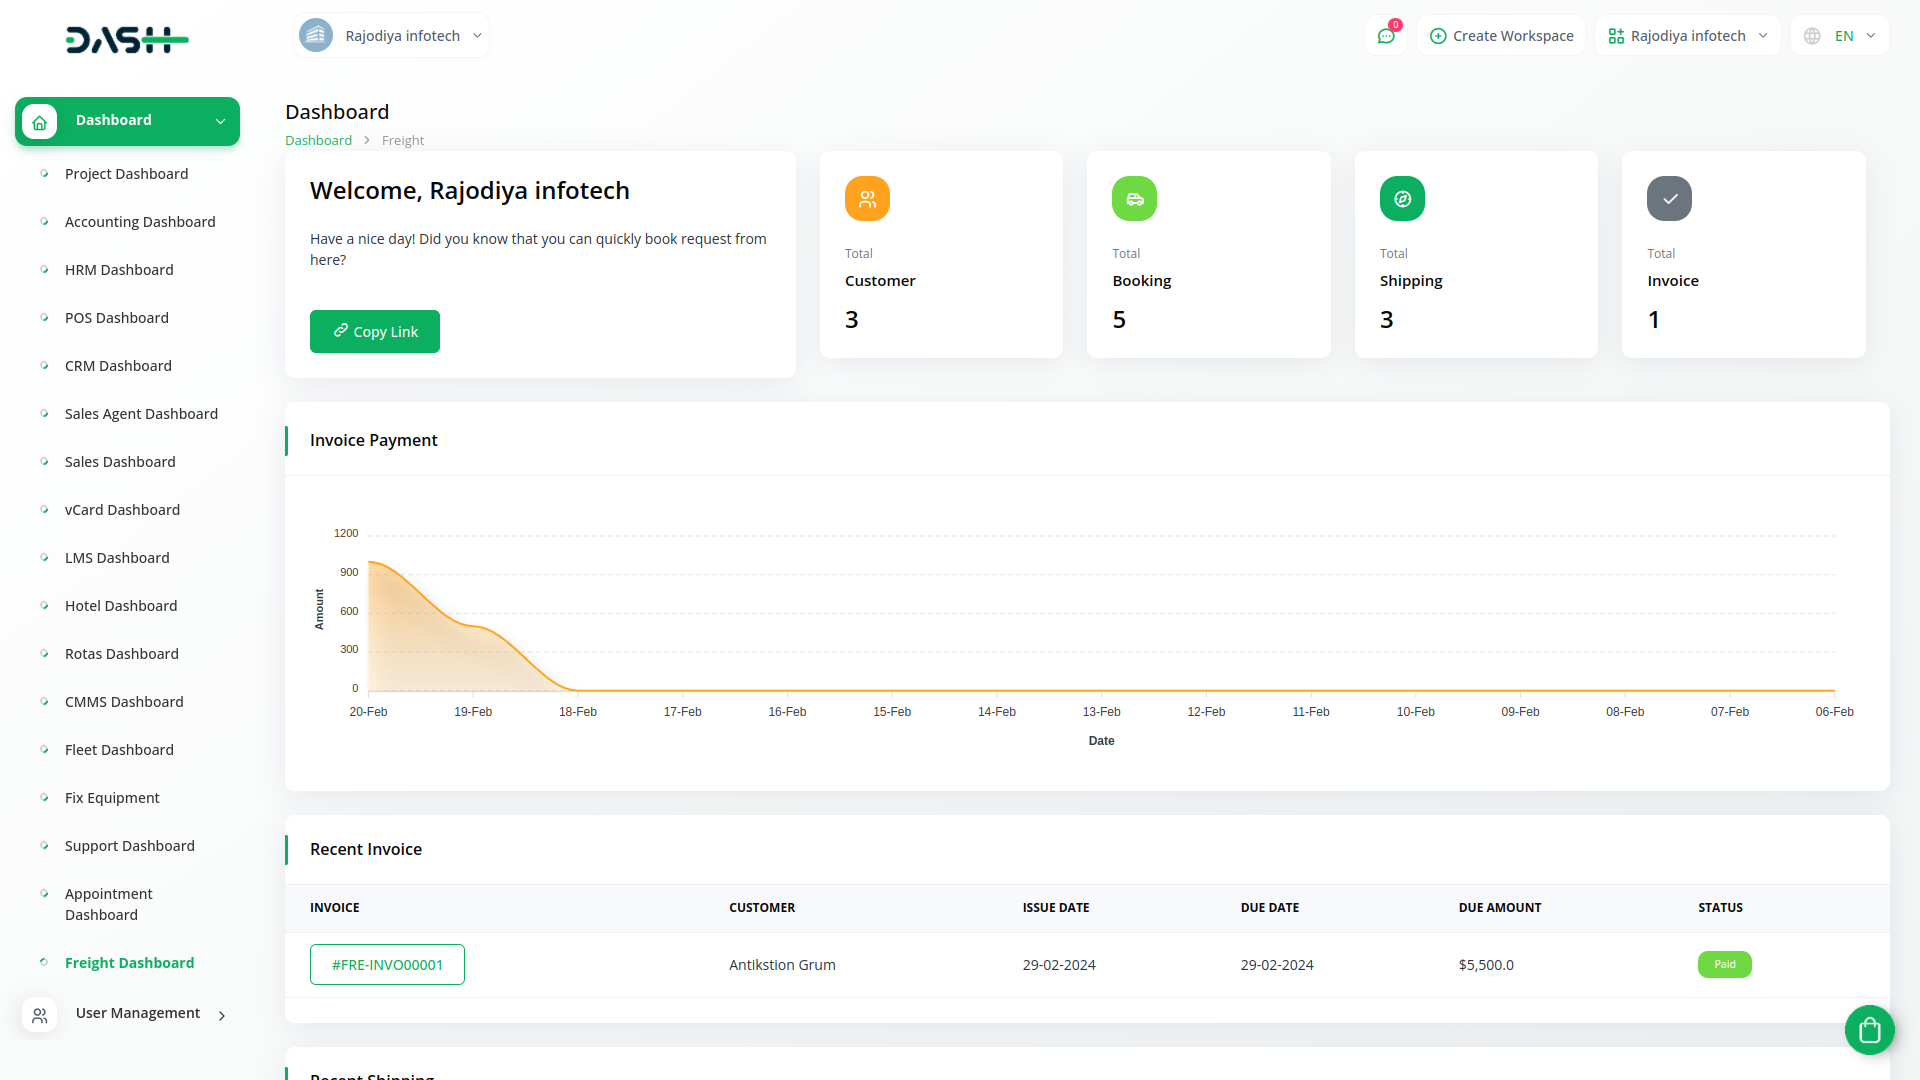 DASH
Rajodiya infotech
0
Create Workspace
Rajodiya infotech
EN
Dashboard
Project Dashboard
Accounting Dashboard
HRM Dashboard
POS Dashboard
CRM Dashboard
Sales Agent Dashboard
Sales Dashboard
vCard Dashboard
LMS Dashboard
Hotel Dashboard
Rotas Dashboard
CMMS Dashboard
Fleet Dashboard
Fix Equipment
Support Dashboard
Appointment
Dashboard
Freight Dashboard
User Management
Dashboard
Dashboard > Freight
Welcome, Rajodiya infotech
Have a nice day! Did you know that you can quickly book request from
here?
Copy Link
Total
Customer
3
Total
Booking
5
Total
Shipping
3
Total
Invoice
1
Invoice Payment
1200
900
600
300
0
Amount
20-Feb 19-Feb 18-Feb 17-Feb 16-Feb 15-Feb 14-Feb 13-Feb 12-Feb 11-Feb 10-Feb 09-Feb 08-Feb 07-Feb 06-Feb
Date
Recent Invoice
INVOICE CUSTOMER ISSUE DATE DUE DATE DUE AMOUNT STATUS
#FRE-INVO00001 Antikstion Grum 29-02-2024 29-02-2024 $5,500.0 Paid
Recent Shipping